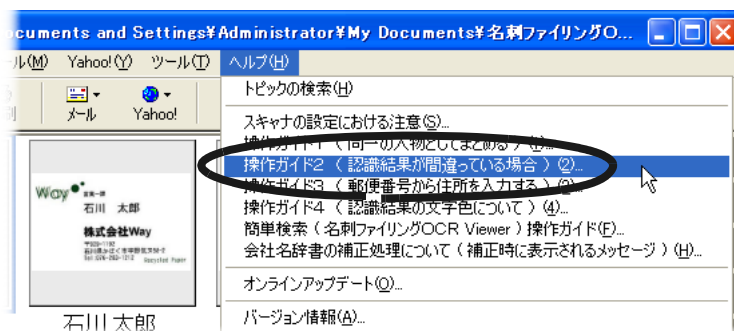 ocuments and Settings¥Administrator¥My Documents¥名刺ファイリングO...
ル(M) Yahoo!(Y) ツール(T) ヘルプ(H)
メール Yahoo!
トピックの検索(H)
スキャナの設定における注意(S)...
操作ガイド1 ( 同一の人物としてまとめる ) (1)...
操作ガイド2 ( 認識結果が間違っている場合 ) (2)...
操作ガイド3 ( 郵便番号から住所を入力する ) (3)...
操作ガイド4 ( 認識結果の文字色について ) (4)...
簡単検索 ( 名刺ファイリングOCR Viewer ) 操作ガイド(F)...
会社名辞書の補正処理について ( 補正時に表示されるメッセージ ) (H)...
オンラインアップデート(O)...
バージョン情報(A)...
Way
石川 太郎
株式会社Way
Recycled Paper
石川 太郎